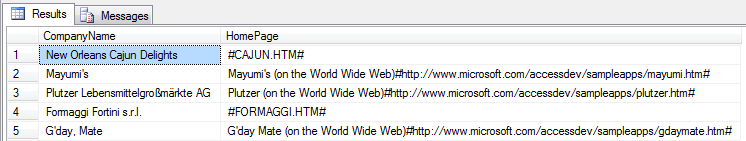 Results Messages
CompanyName HomePage
1 New Orleans Cajun Delights #CAJUN.HTM#
2 Mayumi's Mayumi's (on the World Wide Web)#http://www.microsoft.com/accessdev/sampleapps/mayumi.htm#
3 Plutzer Lebensmittelgroßmärkte AG Plutzer (on the World Wide Web)#http://www.microsoft.com/accessdev/sampleapps/plutzer.htm#
4 Formaggi Fortini s.r.l. #FORMAGGI.HTM#
5 G'day, Mate G'day Mate (on the World Wide Web)#http://www.microsoft.com/accessdev/sampleapps/gdaymate.htm#